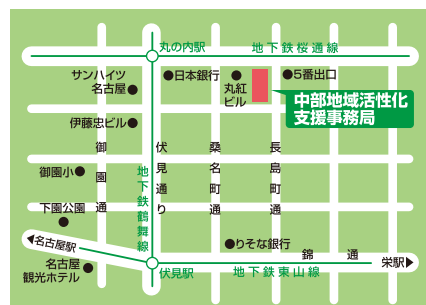 丸の内駅
地下鉄桜通線
サンハイツ
名古屋
日本銀行
丸紅
ビル
5番出口
中部地域活性化
支援事務局
伊藤忠ビル
御園通
伏見通り
桑名町通
長島町通
地下鉄鶴舞線
御園小
下園公園
名古屋駅
りそな銀行
錦通
栄駅
名古屋
観光ホテル
伏見駅
地下鉄東山線